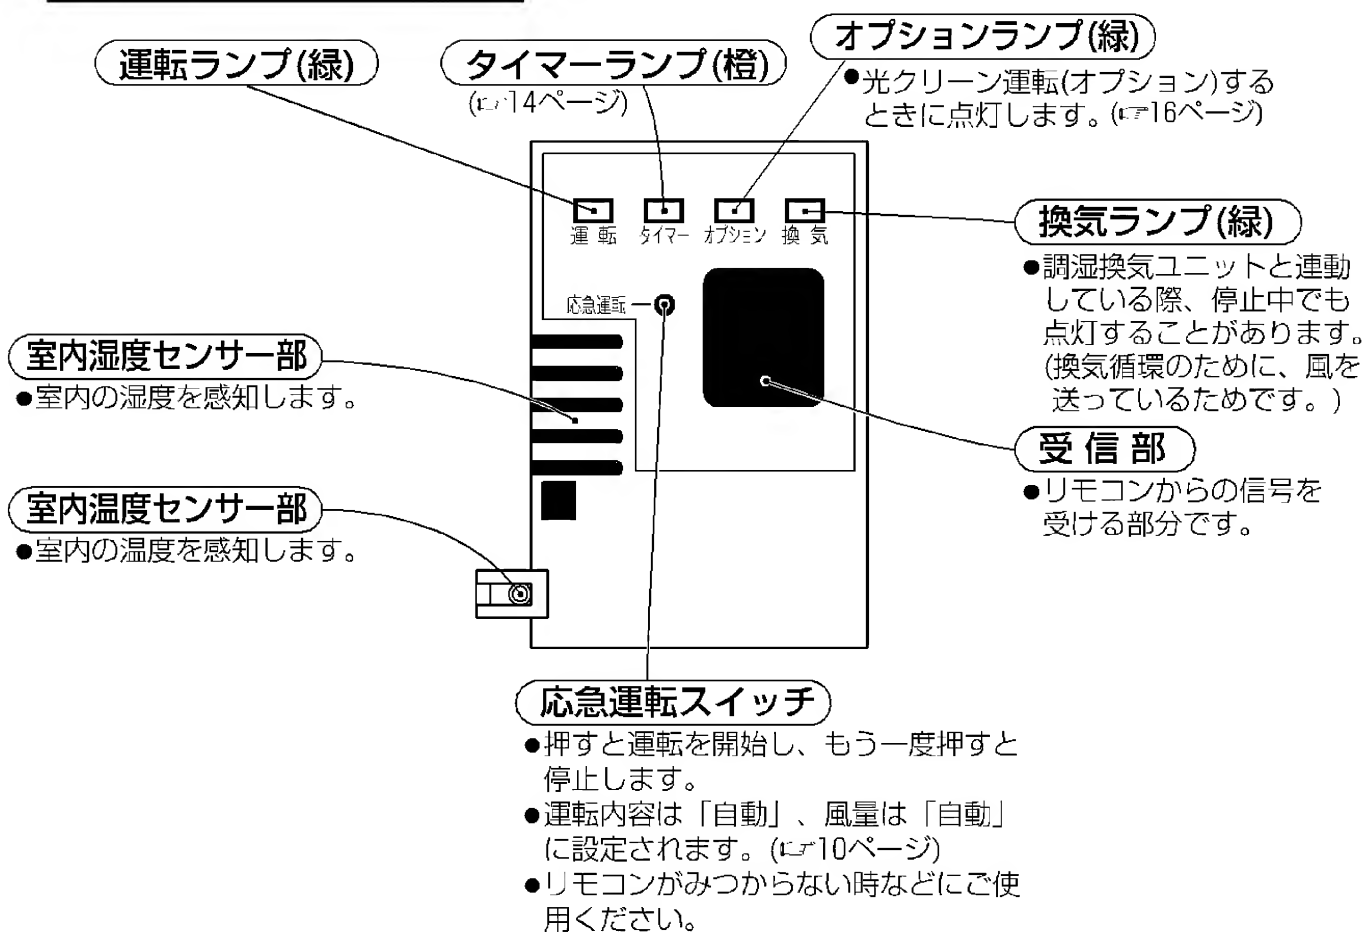 運転ランプ(緑)
タイマーランプ(橙)
(☞14ページ)
オプションランプ(緑)
●光クリーン運転(オプション)する
ときに点灯します。(☞16ページ)
運 転
タイマー
オプション
換 気
換気ランプ(緑)
●調湿換気ユニットと連動
している際、停止中でも
点灯することがあります。
(換気循環のために、風を
送っているためです。)
応急運転
室内湿度センサー部
●室内の湿度を感知します。
受 信 部
●リモコンからの信号を
受ける部分です。
室内温度センサー部
●室内の温度を感知します。
応急運転スイッチ
●押すと運転を開始し、もう一度押すと
停止します。
●運転内容は「自動」、風量は「自動」
に設定されます。(☞10ページ)
●リモコンがみつからない時などにご使
用ください。